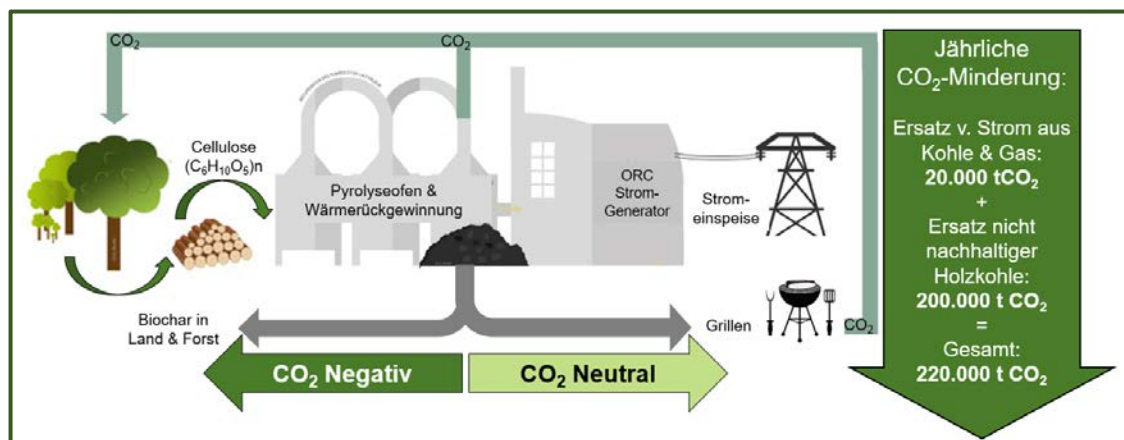 CO₂
CO₂
Cellulose
(C₆H₁₀O₅)n
Pyrolyseofen &
Wärmerückgewinnung
ORC
Strom-
Generator
Strom-
einspeise
Biochar in
Land & Forst
Grillen
CO₂
CO₂ Negativ
CO₂ Neutral
Jährliche
CO₂-Minderung:
Ersatz v. Strom aus
Kohle & Gas:
20.000 tCO₂
+
Ersatz nicht
nachhaltiger
Holzkohle:
200.000 t CO₂
=
Gesamt:
220.000 t CO₂